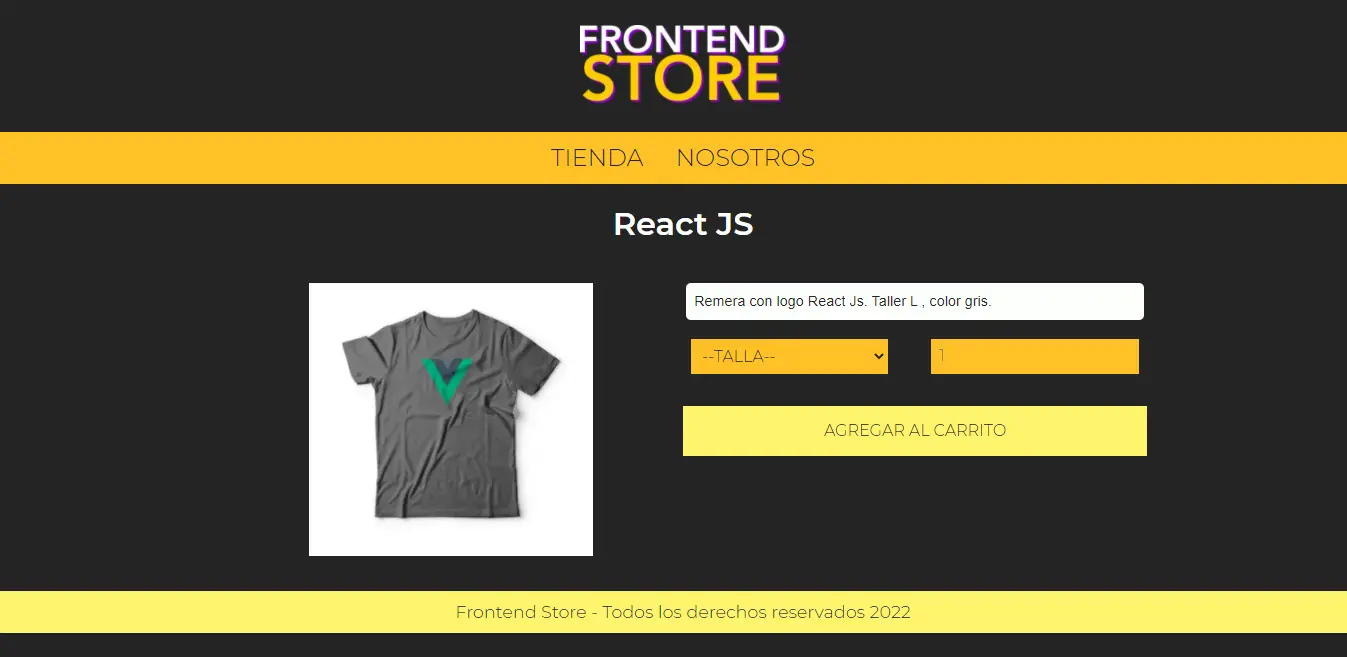 FRONTEND
STORE
TIENDA NOSOTROS
React JS
Remera con logo React Js. Taller L , color gris.
--TALLA-- 1
AGREGAR AL CARRITO
Frontend Store - Todos los derechos reservados 2022